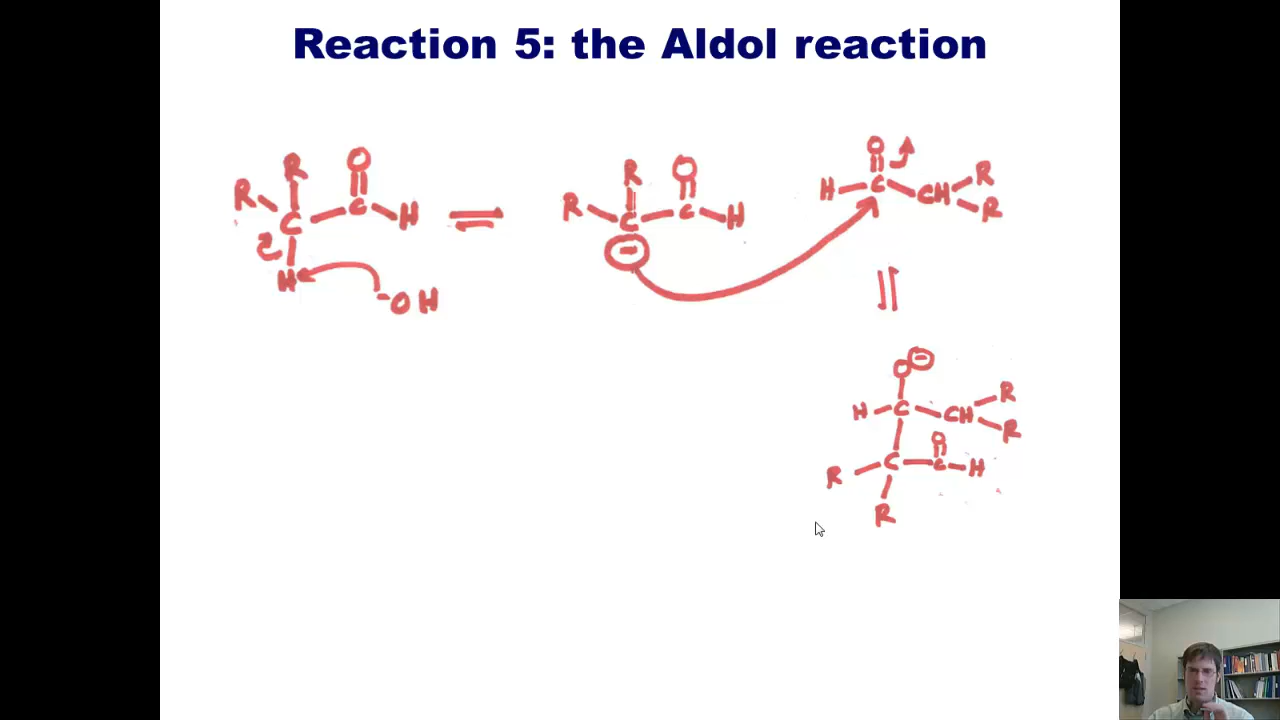 Reaction 5: the Aldol reaction
R R O
C C H
H
-OH
R R O
C C H
−
O
H C CH R
R
O −
H C CH R
R
O
R C C H
R